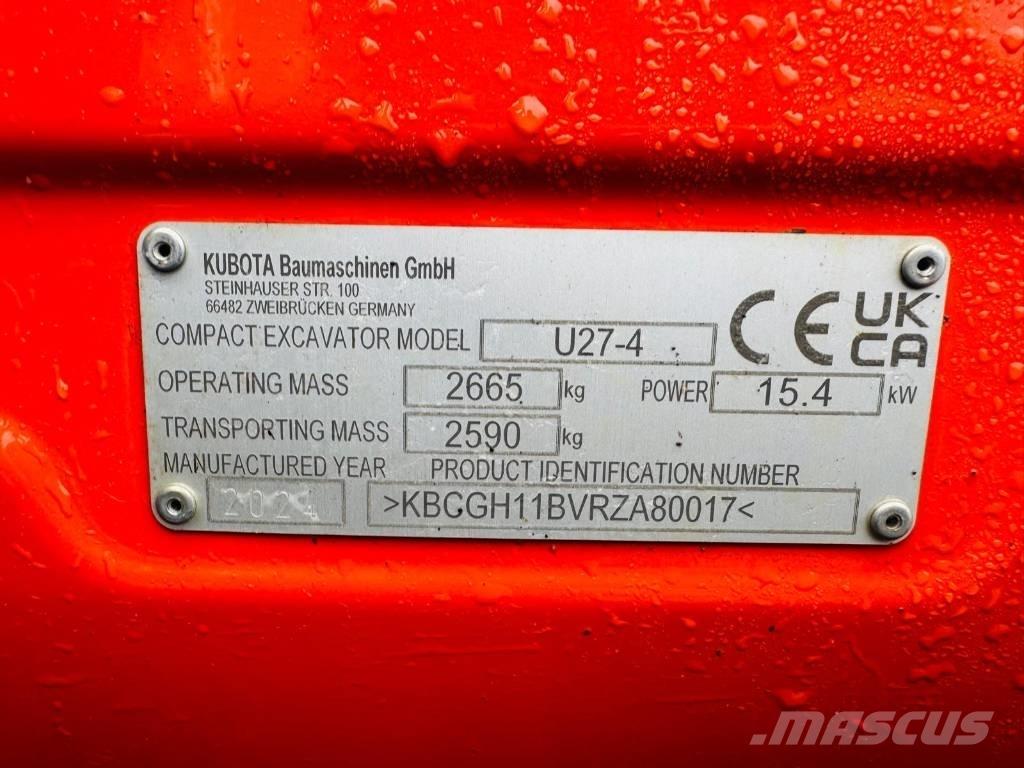 KUBOTA Baumaschinen GmbH
STEINHAUSER STR. 100
66482 ZWEIBRÜCKEN GERMANY
COMPACT EXCAVATOR MODEL U27-4 CE UK CA
OPERATING MASS 2665 kg POWER 15.4 kW
TRANSPORTING MASS 2590 kg
MANUFACTURED YEAR PRODUCT IDENTIFICATION NUMBER
2024 >KBCGH11BVRZA80017<
MASCUS